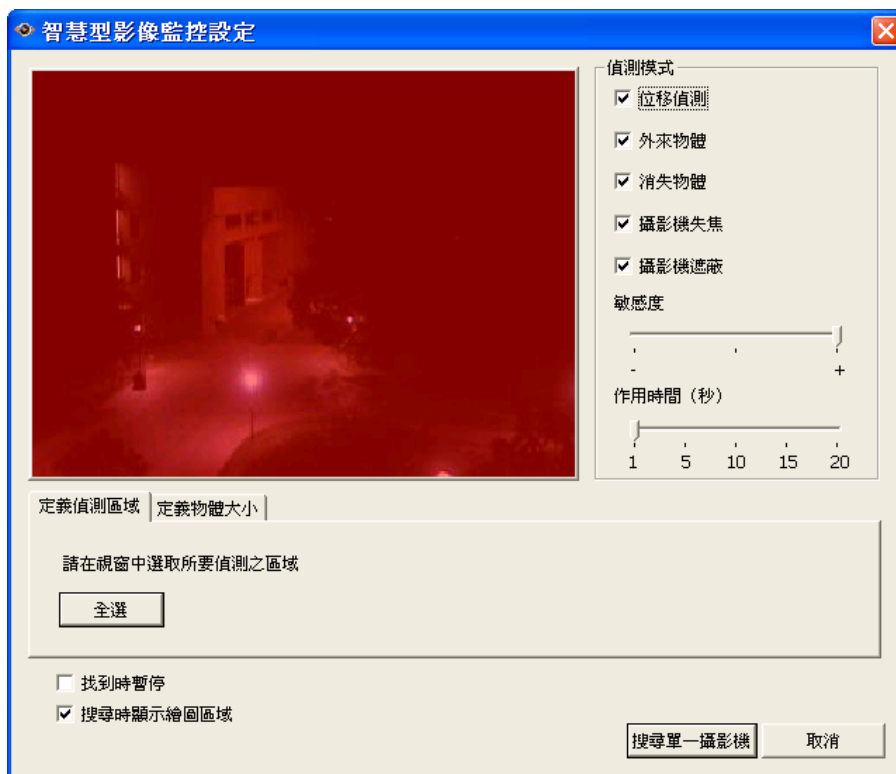 智慧型影像監控設定
偵測模式
位移偵測
外來物體
消失物體
攝影機失焦
攝影機遮蔽
敏感度
- +
作用時間（秒）
1 5 10 15 20
定義偵測區域 定義物體大小
請在視窗中選取所要偵測之區域
全選
找到時暫停
搜尋時顯示繪圖區域
搜尋單一攝影機 取消